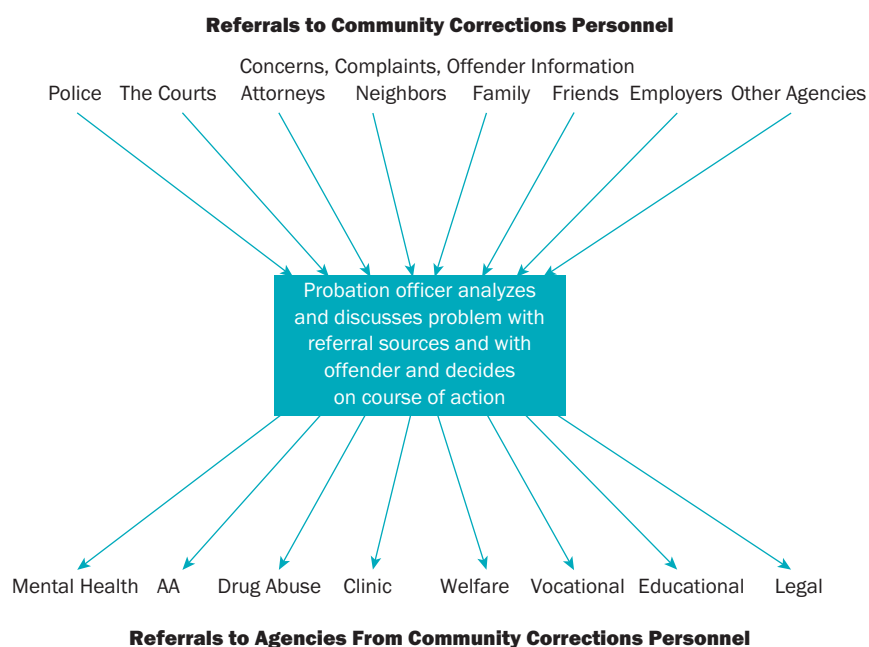 Referrals to Community Corrections Personnel
Concerns, Complaints, Offender Information
Police The Courts Attorneys Neighbors Family Friends Employers Other Agencies
Probation officer analyzes
and discusses problem with
referral sources and with
offender and decides
on course of action
Mental Health AA Drug Abuse Clinic Welfare Vocational Educational Legal
Referrals to Agencies From Community Corrections Personnel